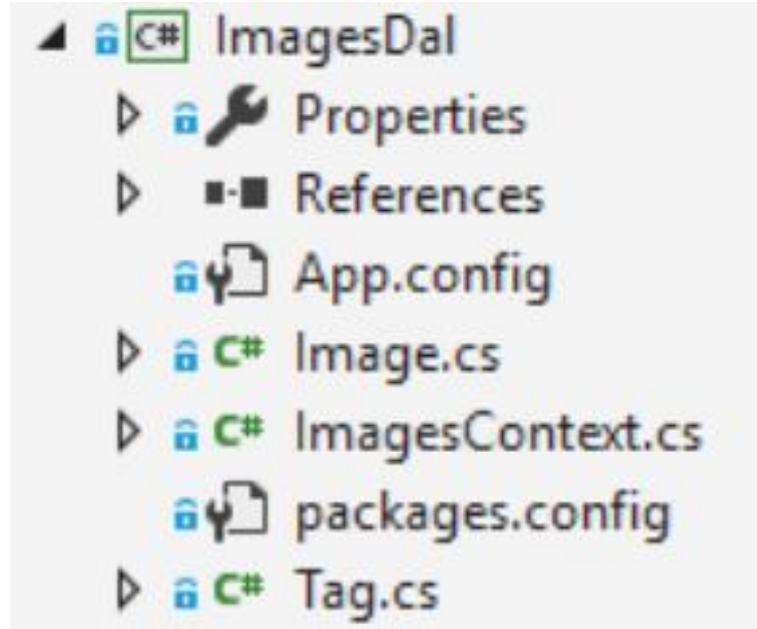 C# ImagesDal
Properties
References
App.config
C# Image.cs
C# ImagesContext.cs
packages.config
C# Tag.cs